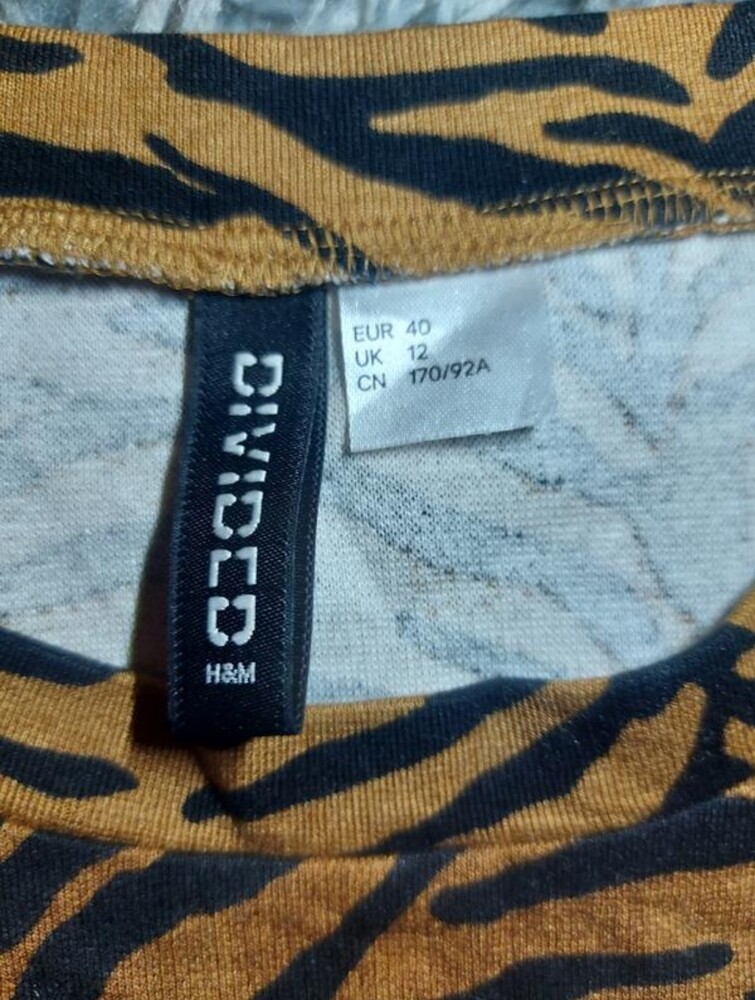 DIVIDED
H&M
EUR 40
UK 12
CN 170/92A